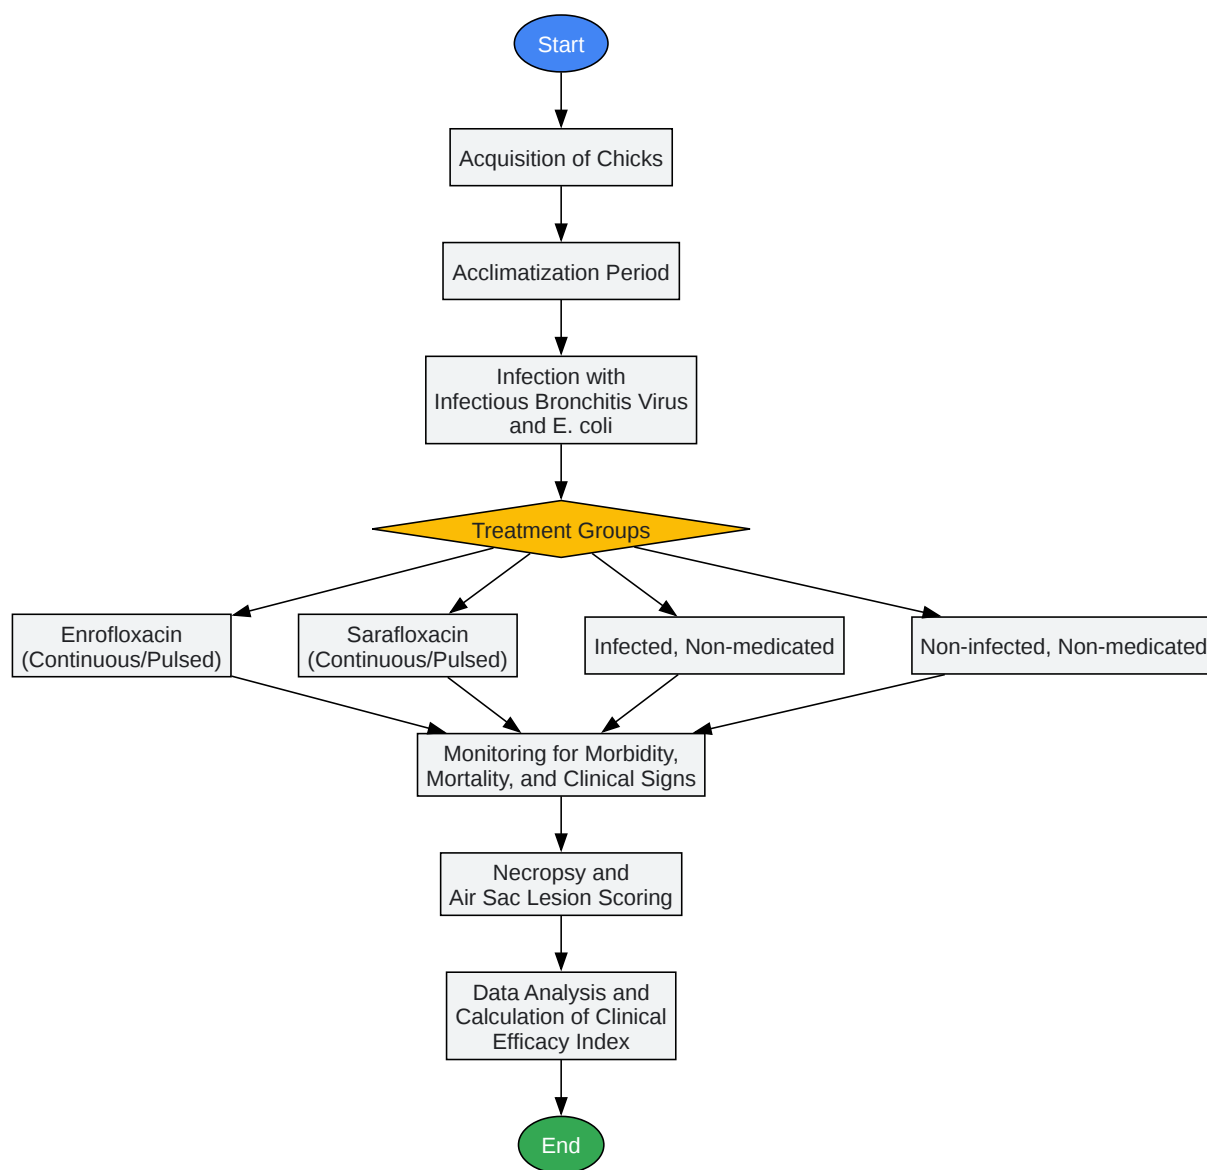 Start
Acquisition of Chicks
Acclimatization Period
Infection with
Infectious Bronchitis Virus
and E. coli
Treatment Groups
Enrofloxacin
(Continuous/Pulsed)
Sarafloxacin
(Continuous/Pulsed)
Infected, Non-medicated
Non-infected, Non-medicated
Monitoring for Morbidity,
Mortality, and Clinical Signs
Necropsy and
Air Sac Lesion Scoring
Data Analysis and
Calculation of Clinical
Efficacy Index
End